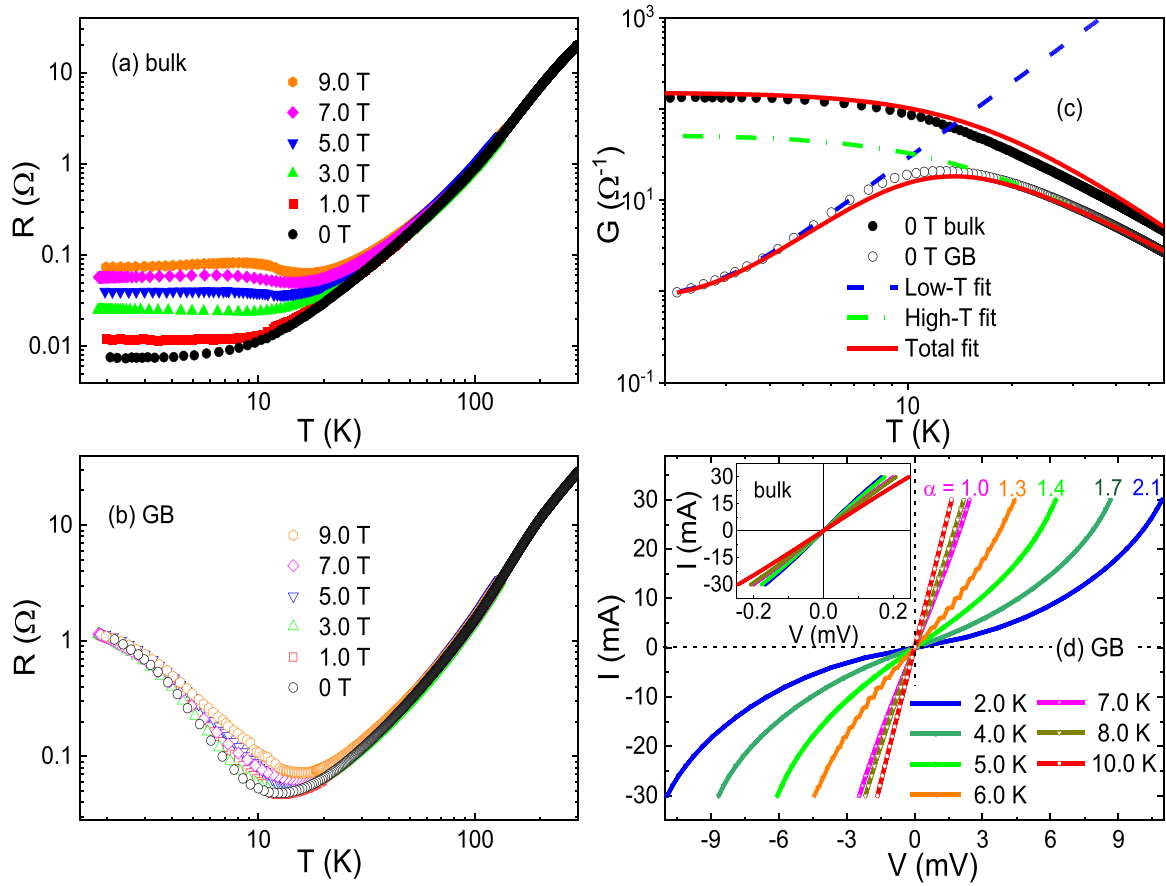 (a) bulk
9.0 T
7.0 T
5.0 T
3.0 T
1.0 T
0 T
10
1
0.1
0.01
R (Ω)
10
100
T (K)
10³
10¹
10⁻¹
G (Ω⁻¹)
(c)
0 T bulk
0 T GB
Low-T fit
High-T fit
Total fit
10
T (K)
(b) GB
9.0 T
7.0 T
5.0 T
3.0 T
1.0 T
0 T
10
1
0.1
R (Ω)
10
100
T (K)
bulk
30
15
0
-15
-30
I (mA)
-0.2
0.0
0.2
V (mV)
α = 1.0
1.3
1.4
1.7
2.1
30
20
10
0
-10
-20
-30
I (mA)
(d) GB
2.0 K
4.0 K
5.0 K
6.0 K
7.0 K
8.0 K
10.0 K
-9
-6
-3
0
3
6
9
V (mV)